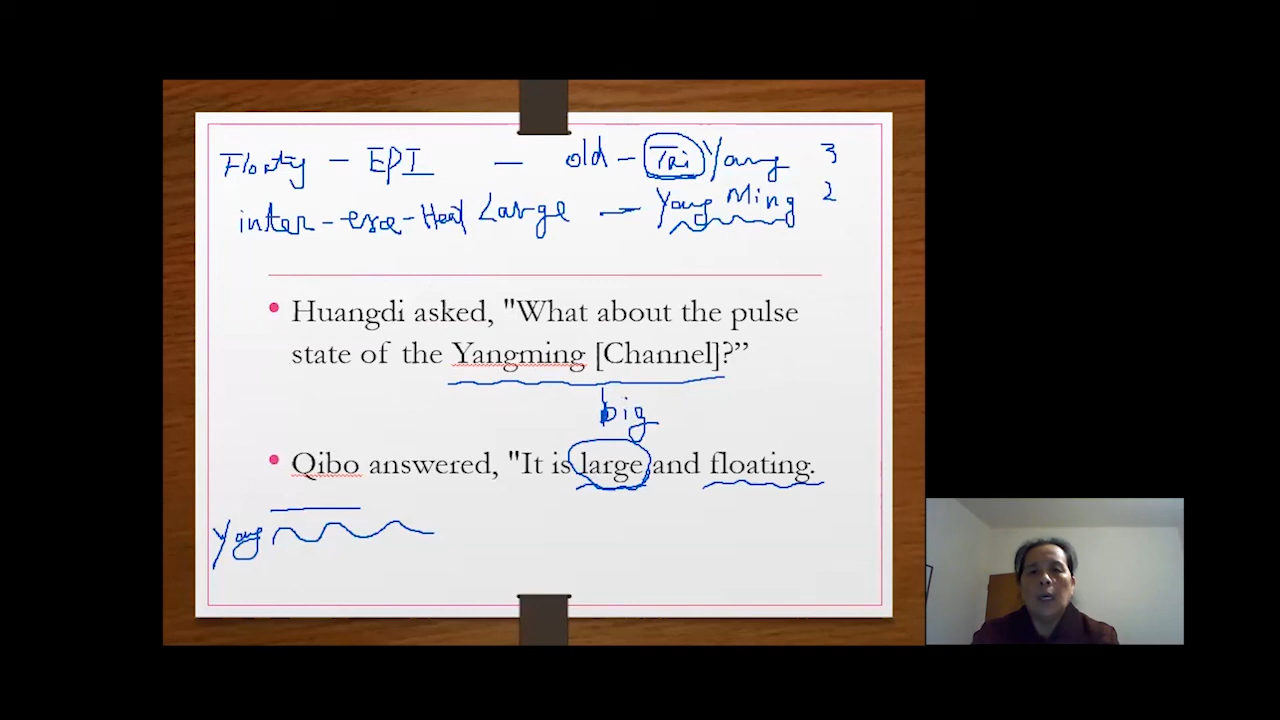 Floaty - EPI - old - Tai Yang 3
inter - - Heat Large - Yang Ming 2
• Huangdi asked, "What about the pulse
state of the Yangming [Channel]?”
big
• Qibo answered, "It is large and floating.
Yang